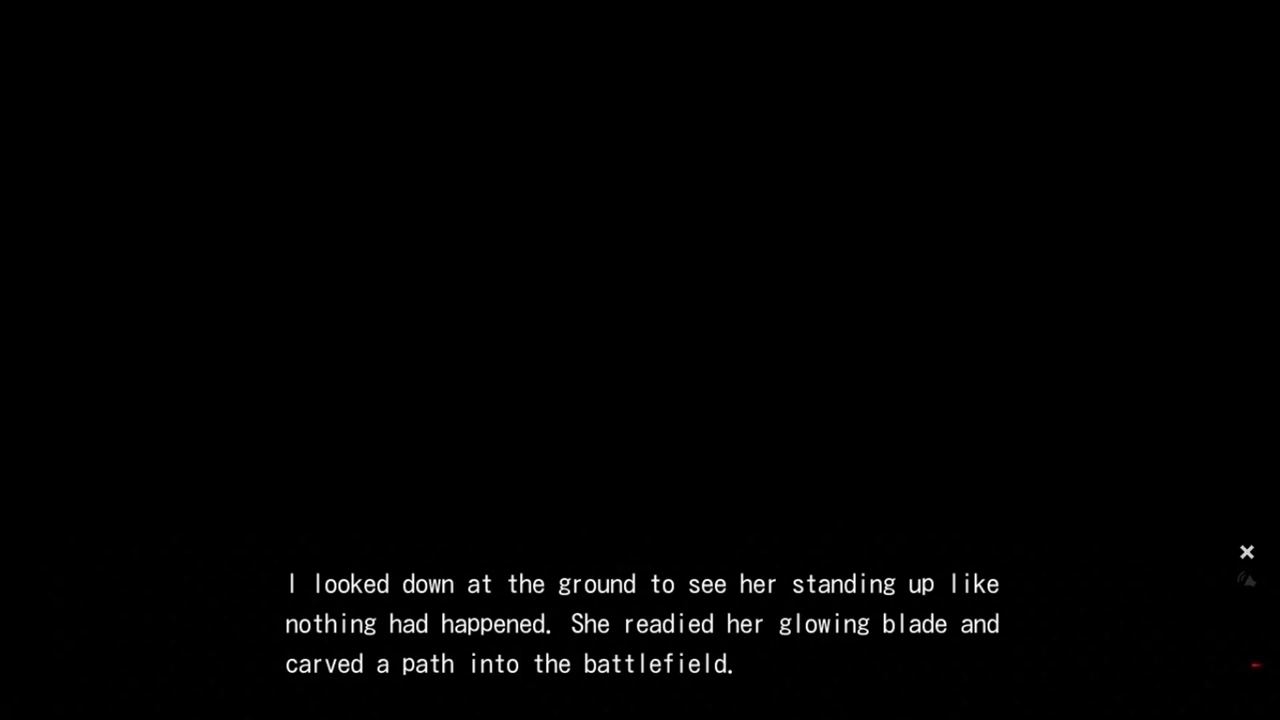 I looked down at the ground to see her standing up like
nothing had happened. She readied her glowing blade and
carved a path into the battlefield.